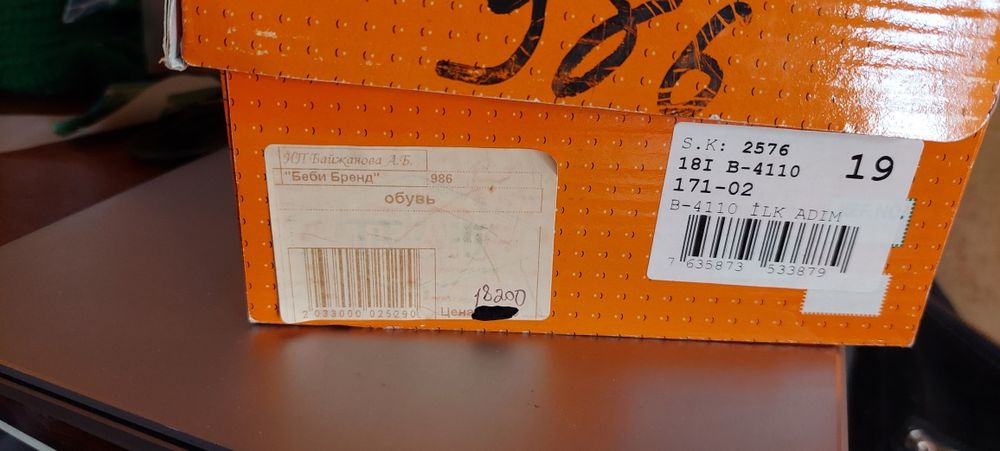 986
ЧП Байжанова А.Б.
"Беби Бренд" 986
обувь
2 033000 025290
Цена 18200
S.K: 2576
18I B-4110 19
171-02
B-4110 İLK ADIM
7 635873 533879